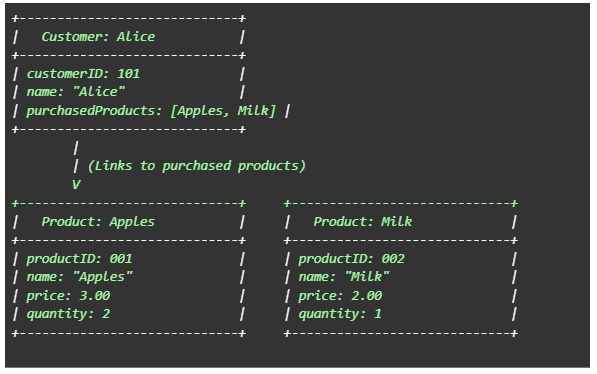 +-----------------------------+
|   Customer: Alice           |
+-----------------------------+
| customerID: 101             |
| name: "Alice"               |
| purchasedProducts: [Apples, Milk] |
+-----------------------------+
        |
        | (Links to purchased products)
        V
+-----------------------------+     +-----------------------------+
|   Product: Apples           |     |   Product: Milk             |
+-----------------------------+     +-----------------------------+
| productID: 001              |     | productID: 002              |
| name: "Apples"              |     | name: "Milk"                |
| price: 3.00                 |     | price: 2.00                 |
| quantity: 2                 |     | quantity: 1                 |
+-----------------------------+     +-----------------------------+